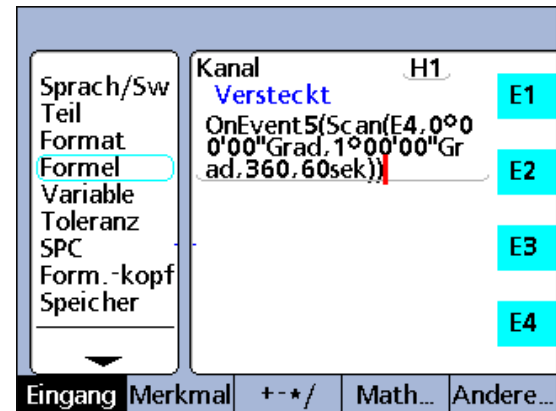 Sprach/Sw
Teil
Format
Formel
Variable
Toleranz
SPC
Form.-kopf
Speicher
Kanal H1
Versteckt
OnEvent5(Scan(E4,0°0
0'00"Grad,1°00'00"Gr
ad,360,60sek))
E1
E2
E3
E4
Eingang Merkmal +-*/ Math... Andere...